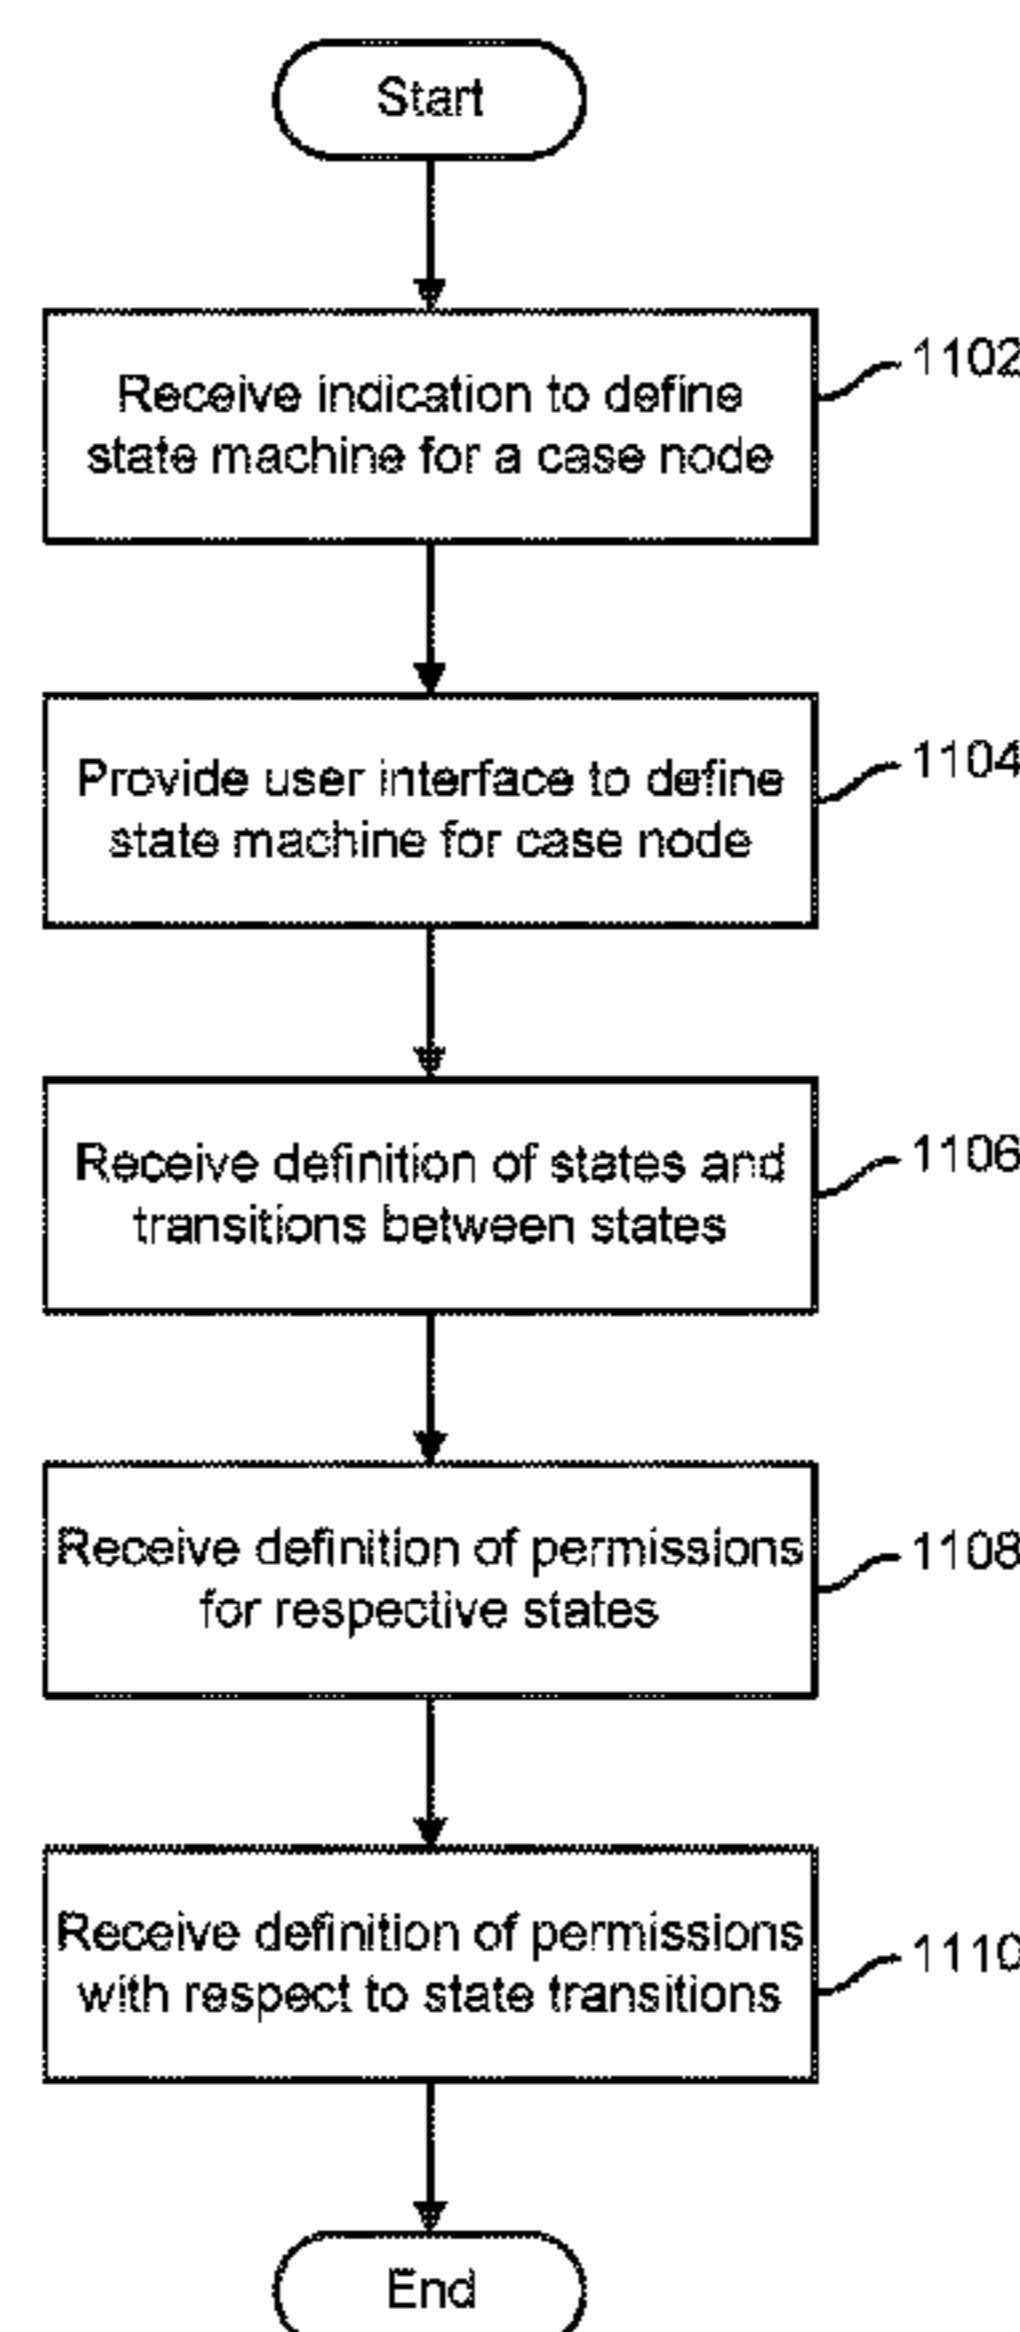 Start
Receive indication to define
state machine for a case node
1102
Provide user interface to define
state machine for case node
1104
Receive definition of states and
transitions between states
1106
Receive definition of permissions
for respective states
1108
Receive definition of permissions
with respect to state transitions
1110
End